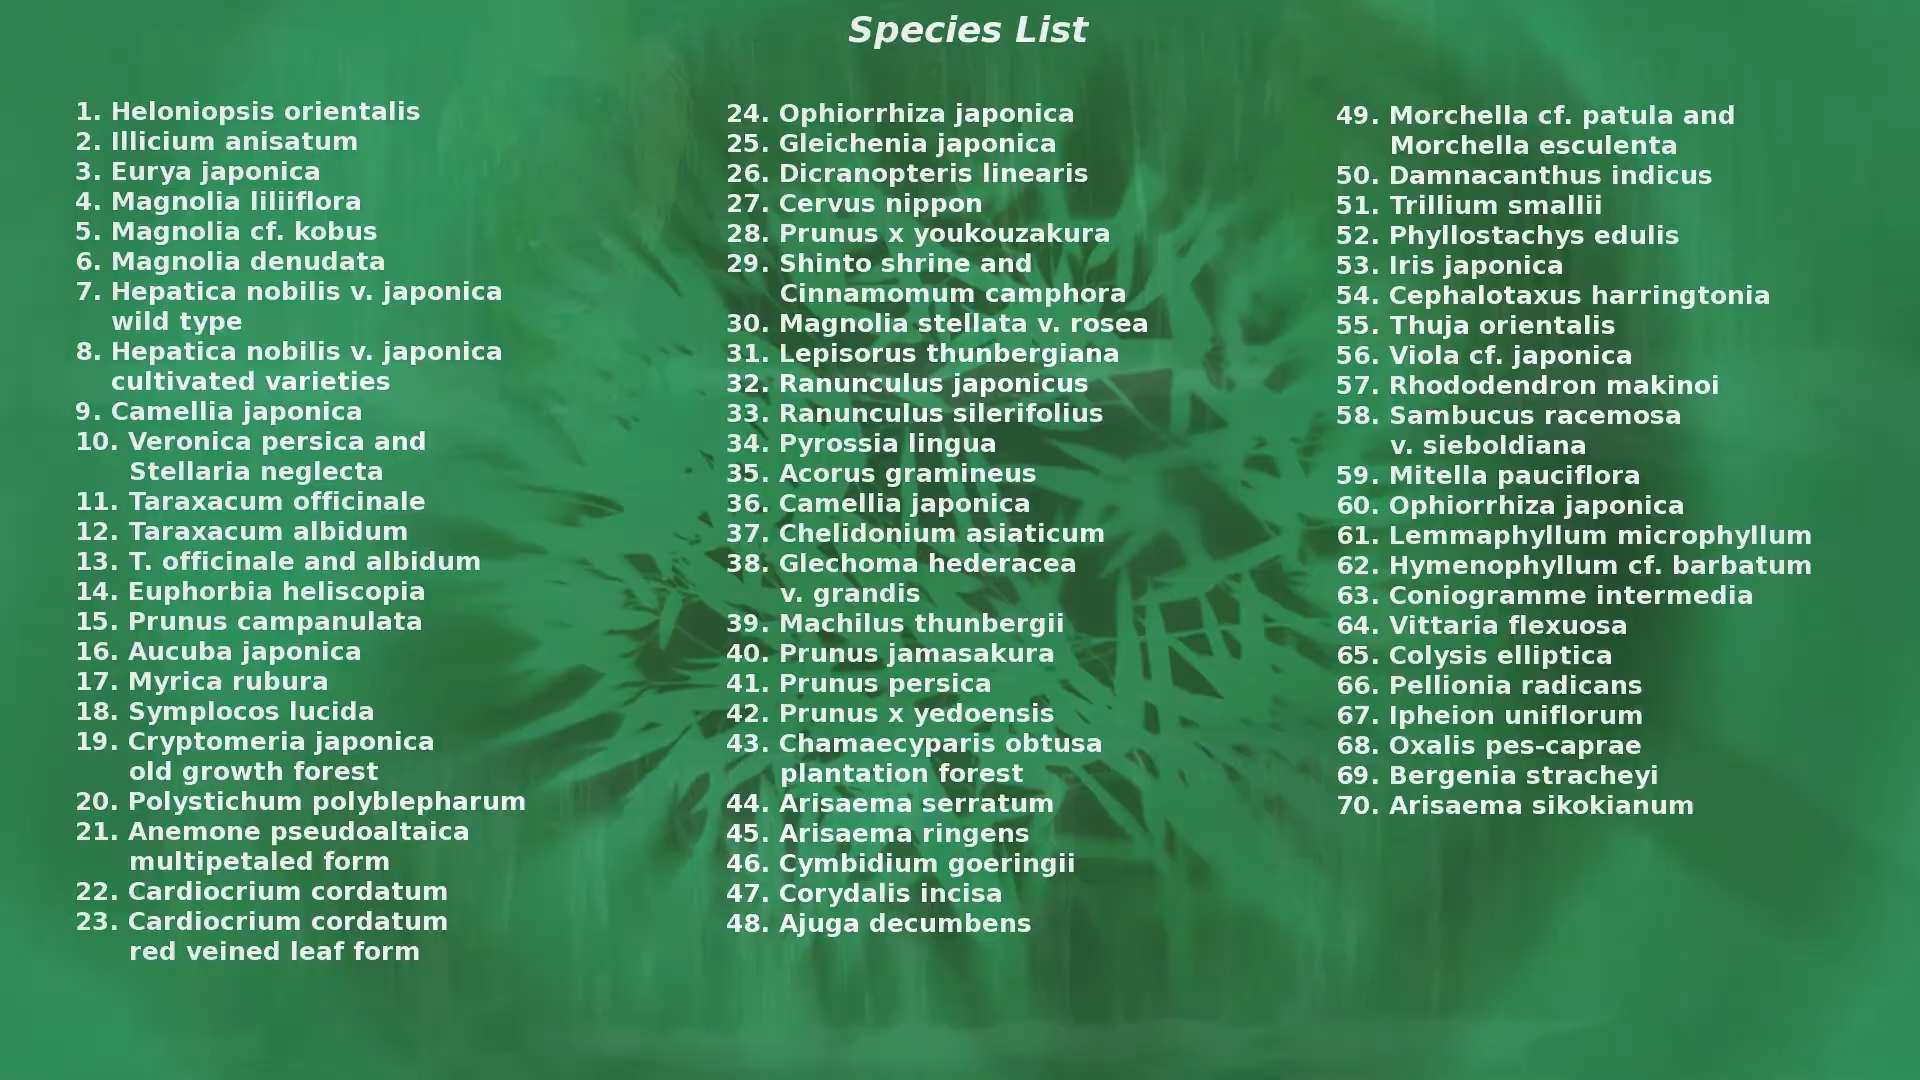 Species List
1. Heloniopsis orientalis
2. Illicium anisatum
3. Eurya japonica
4. Magnolia liliiflora
5. Magnolia cf. kobus
6. Magnolia denudata
7. Hepatica nobilis v. japonica
wild type
8. Hepatica nobilis v. japonica
cultivated varieties
9. Camellia japonica
10. Veronica persica and
Stellaria neglecta
11. Taraxacum officinale
12. Taraxacum albidum
13. T. officinale and albidum
14. Euphorbia heliscopia
15. Prunus campanulata
16. Aucuba japonica
17. Myrica rubura
18. Symplocos lucida
19. Cryptomeria japonica
old growth forest
20. Polystichum polyblepharum
21. Anemone pseudoaltaica
multipetaled form
22. Cardiocrium cordatum
23. Cardiocrium cordatum
red veined leaf form
24. Ophiorrhiza japonica
25. Gleichenia japonica
26. Dicranopteris linearis
27. Cervus nippon
28. Prunus x youkouzakura
29. Shinto shrine and
Cinnamomum camphora
30. Magnolia stellata v. rosea
31. Lepisorus thunbergiana
32. Ranunculus japonicus
33. Ranunculus silerifolius
34. Pyrossia lingua
35. Acorus gramineus
36. Camellia japonica
37. Chelidonium asiaticum
38. Glechoma hederacea
v. grandis
39. Machilus thunbergii
40. Prunus jamasakura
41. Prunus persica
42. Prunus x yedoensis
43. Chamaecyparis obtusa
plantation forest
44. Arisaema serratum
45. Arisaema ringens
46. Cymbidium goeringii
47. Corydalis incisa
48. Ajuga decumbens
49. Morchella cf. patula and
Morchella esculenta
50. Damnacanthus indicus
51. Trillium smallii
52. Phyllostachys edulis
53. Iris japonica
54. Cephalotaxus harringtonia
55. Thuja orientalis
56. Viola cf. japonica
57. Rhododendron makinoi
58. Sambucus racemosa
v. sieboldiana
59. Mitella pauciflora
60. Ophiorrhiza japonica
61. Lemmaphyllum microphyllum
62. Hymenophyllum cf. barbatum
63. Coniogramme intermedia
64. Vittaria flexuosa
65. Colysis elliptica
66. Pellionia radicans
67. Ipheion uniflorum
68. Oxalis pes-caprae
69. Bergenia stracheyi
70. Arisaema sikokianum